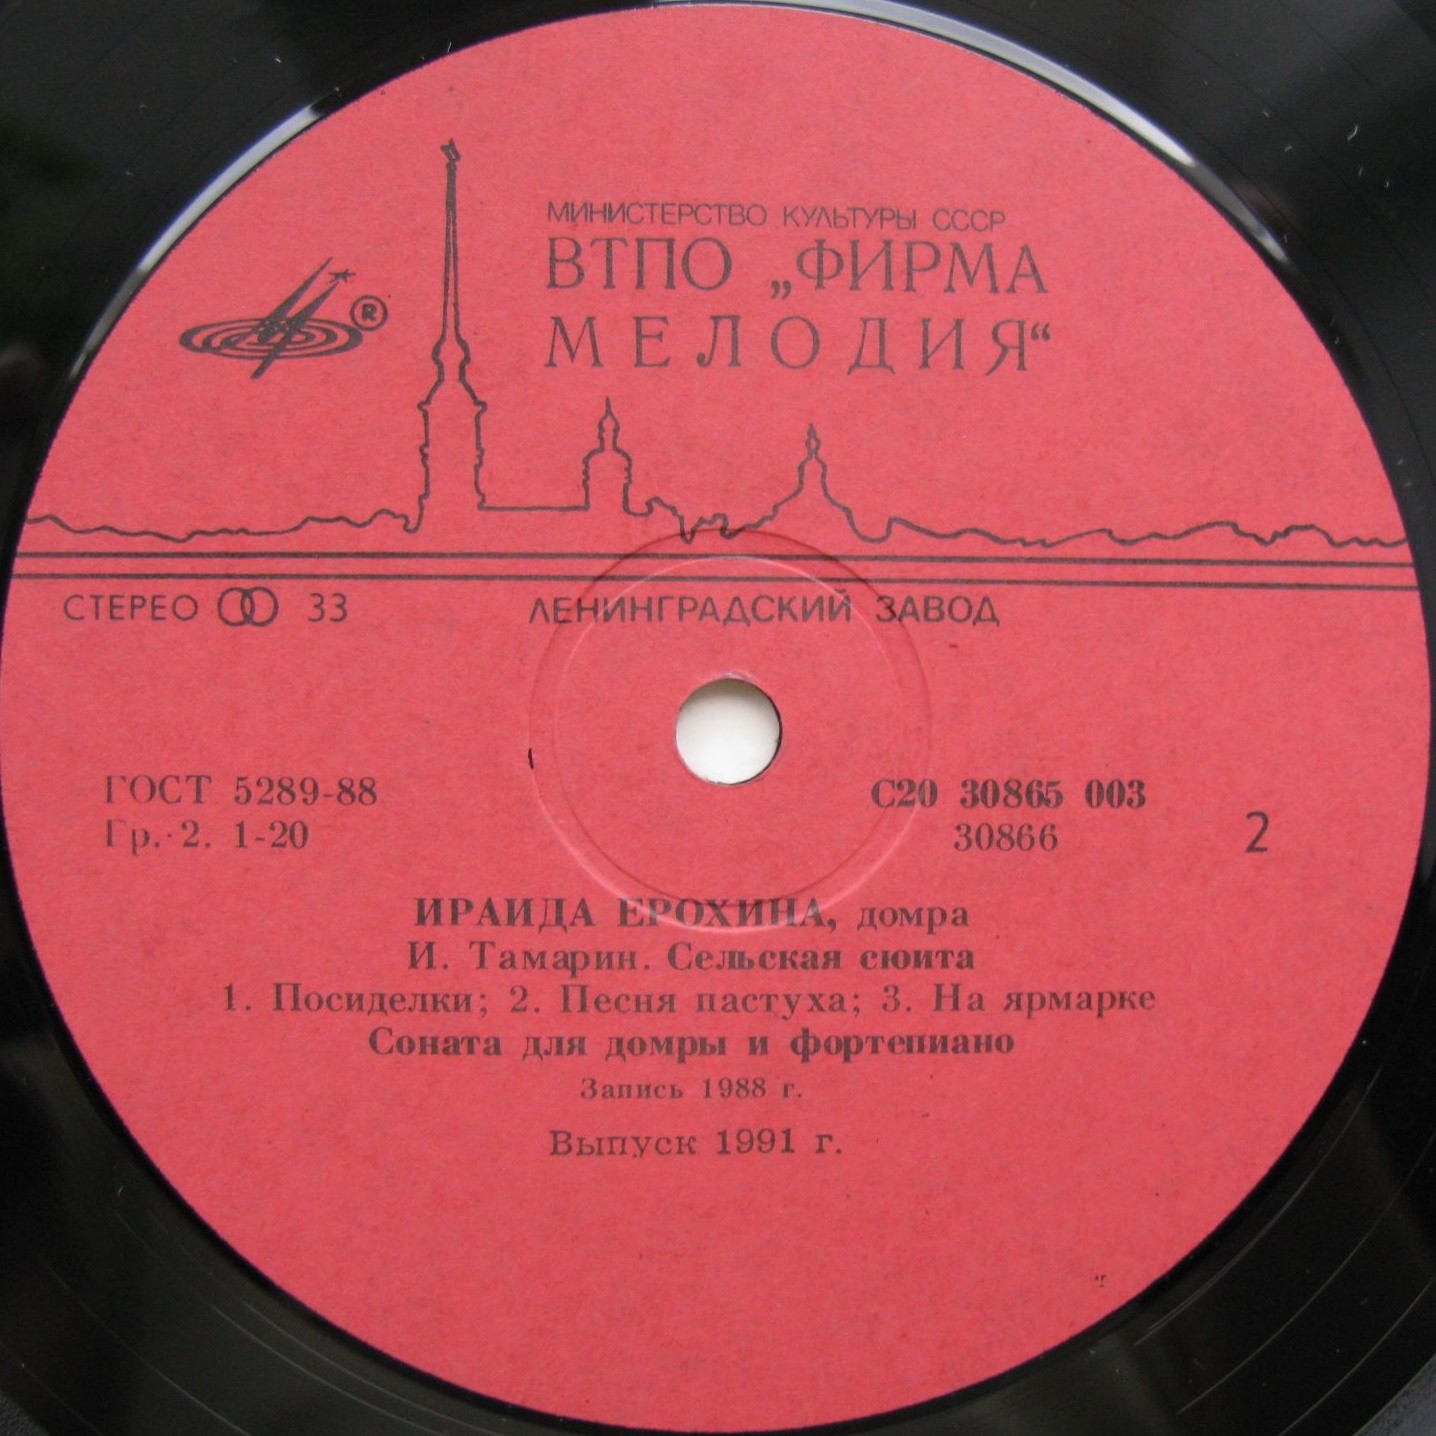 МИНИСТЕРСТВО КУЛЬТУРЫ СССР
ВТПО „ФИРМА
МЕЛОДИЯ“
®
СТЕРЕО 33
ЛЕНИНГРАДСКИЙ ЗАВОД
ГОСТ 5289-88
Гр. 2. 1-20
С20 30865 003
30866
2
ИРАИДА ЕРОХИНА, домра
И. Тамарин. Сельская сюита
1. Посиделки; 2. Песня пастуха; 3. На ярмарке
Соната для домры и фортепиано
Запись 1988 г.
Выпуск 1991 г.